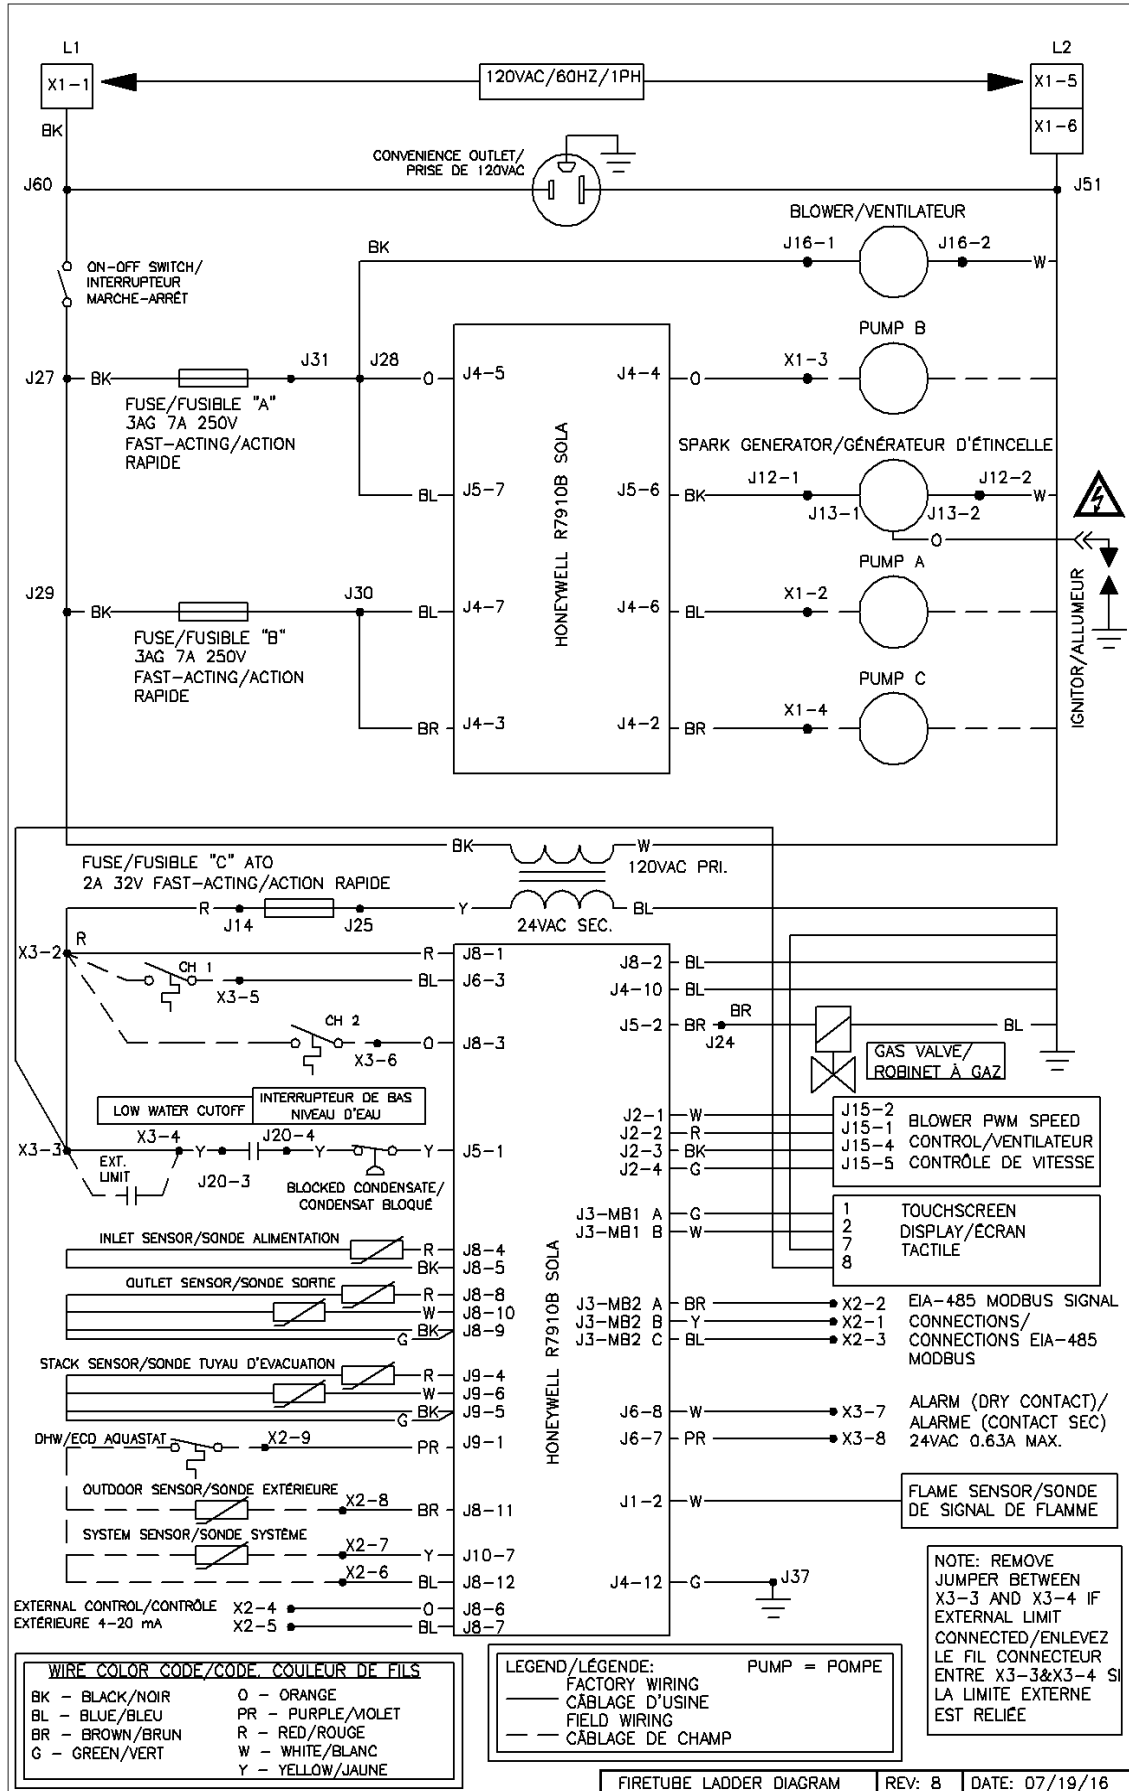 L1
L2
X1-1
120VAC/60HZ/1PH
X1-5
X1-6
BK
CONVENIENCE OUTLET/
PRISE DE 120VAC
J60
J51
BLOWER/VENTILATEUR
BK
J16-1
J16-2
W
ON-OFF SWITCH/
INTERRUPTEUR
MARCHE-ARRÊT
PUMP B
J27
BK
J31
J28
O
J4-5
J4-4
O
X1-3
FUSE/FUSIBLE "A"
3AG 7A 250V
FAST-ACTING/ACTION
RAPIDE
HONEYWELL R7910B SOLA
SPARK GENERATOR/GÉNÉRATEUR D'ÉTINCELLE
BL
J5-7
J5-6
BK
J12-1
J12-2
W
J13-1
J13-2
O
IGNITOR/ALLUMEUR
PUMP A
J29
BK
J30
BL
J4-7
J4-6
BL
X1-2
FUSE/FUSIBLE "B"
3AG 7A 250V
FAST-ACTING/ACTION
RAPIDE
PUMP C
BR
J4-3
J4-2
BR
X1-4
BK
W
120VAC PRI.
FUSE/FUSIBLE "C" ATO
2A 32V FAST-ACTING/ACTION RAPIDE
R
J14
J25
Y
24VAC SEC.
BL
X3-2
R
R
J8-1
J8-2
BL
CH 1
X3-5
BL
J6-3
J4-10
BL
CH 2
X3-6
O
J8-3
J5-2
BR
BR
J24
BL
GAS VALVE/
ROBINET À GAZ
LOW WATER CUTOFF
INTERRUPTEUR DE BAS
NIVEAU D'EAU
X3-3
X3-4
Y
J20-3
J20-4
Y
Y
J5-1
EXT.
LIMIT
BLOCKED CONDENSATE/
CONDENSAT BLOQUÉ
J2-1
W
J15-2
J2-2
R
J15-1
J2-3
BK
J15-4
J2-4
G
J15-5
BLOWER PWM SPEED
CONTROL/VENTILATEUR
CONTRÔLE DE VITESSE
J3-MB1 A
G
1
J3-MB1 B
W
2
7
8
TOUCHSCREEN
DISPLAY/ÉCRAN
TACTILE
INLET SENSOR/SONDE ALIMENTATION
R
J8-4
BK
J8-5
OUTLET SENSOR/SONDE SORTIE
R
J8-8
W
J8-10
BK
J8-9
G
J3-MB2 A
BR
X2-2
J3-MB2 B
Y
X2-1
J3-MB2 C
BL
X2-3
EIA-485 MODBUS SIGNAL
CONNECTIONS/
CONNECTIONS EIA-485
MODBUS
STACK SENSOR/SONDE TUYAU D'EVACUATION
R
J9-4
W
J9-6
BK
J9-5
G
HONEYWELL R7910B SOLA
J6-8
W
X3-7
J6-7
PR
X3-8
ALARM (DRY CONTACT)/
ALARME (CONTACT SEC)
24VAC 0.63A MAX.
DHW/ECD AQUASTAT
X2-9
PR
J9-1
OUTDOOR SENSOR/SONDE EXTÉRIEURE
X2-8
BR
J8-11
J1-2
W
FLAME SENSOR/SONDE
DE SIGNAL DE FLAMME
SYSTEM SENSOR/SONDE SYSTÈME
X2-7
Y
J10-7
X2-6
BL
J8-12
J4-12
G
J37
EXTERNAL CONTROL/CONTRÔLE
EXTÉRIEURE 4-20 mA
X2-4
O
J8-6
X2-5
BL
J8-7
NOTE: REMOVE
JUMPER BETWEEN
X3-3 AND X3-4 IF
EXTERNAL LIMIT
CONNECTED/ENLEVEZ
LE FIL CONNECTEUR
ENTRE X3-3&X3-4 SI
LA LIMITE EXTERNE
EST RELIÉE
WIRE COLOR CODE/CODE. COULEUR DE FILS
BK - BLACK/NOIR
BL - BLUE/BLEU
BR - BROWN/BRUN
G - GREEN/VERT
O - ORANGE
PR - PURPLE/VIOLET
R - RED/ROUGE
W - WHITE/BLANC
Y - YELLOW/JAUNE
LEGEND/LÉGENDE:
PUMP = POMPE
FACTORY WIRING
CÂBLAGE D'USINE
FIELD WIRING
CÂBLAGE DE CHAMP
FIRETUBE LADDER DIAGRAM
REV: 8
DATE: 07/19/16